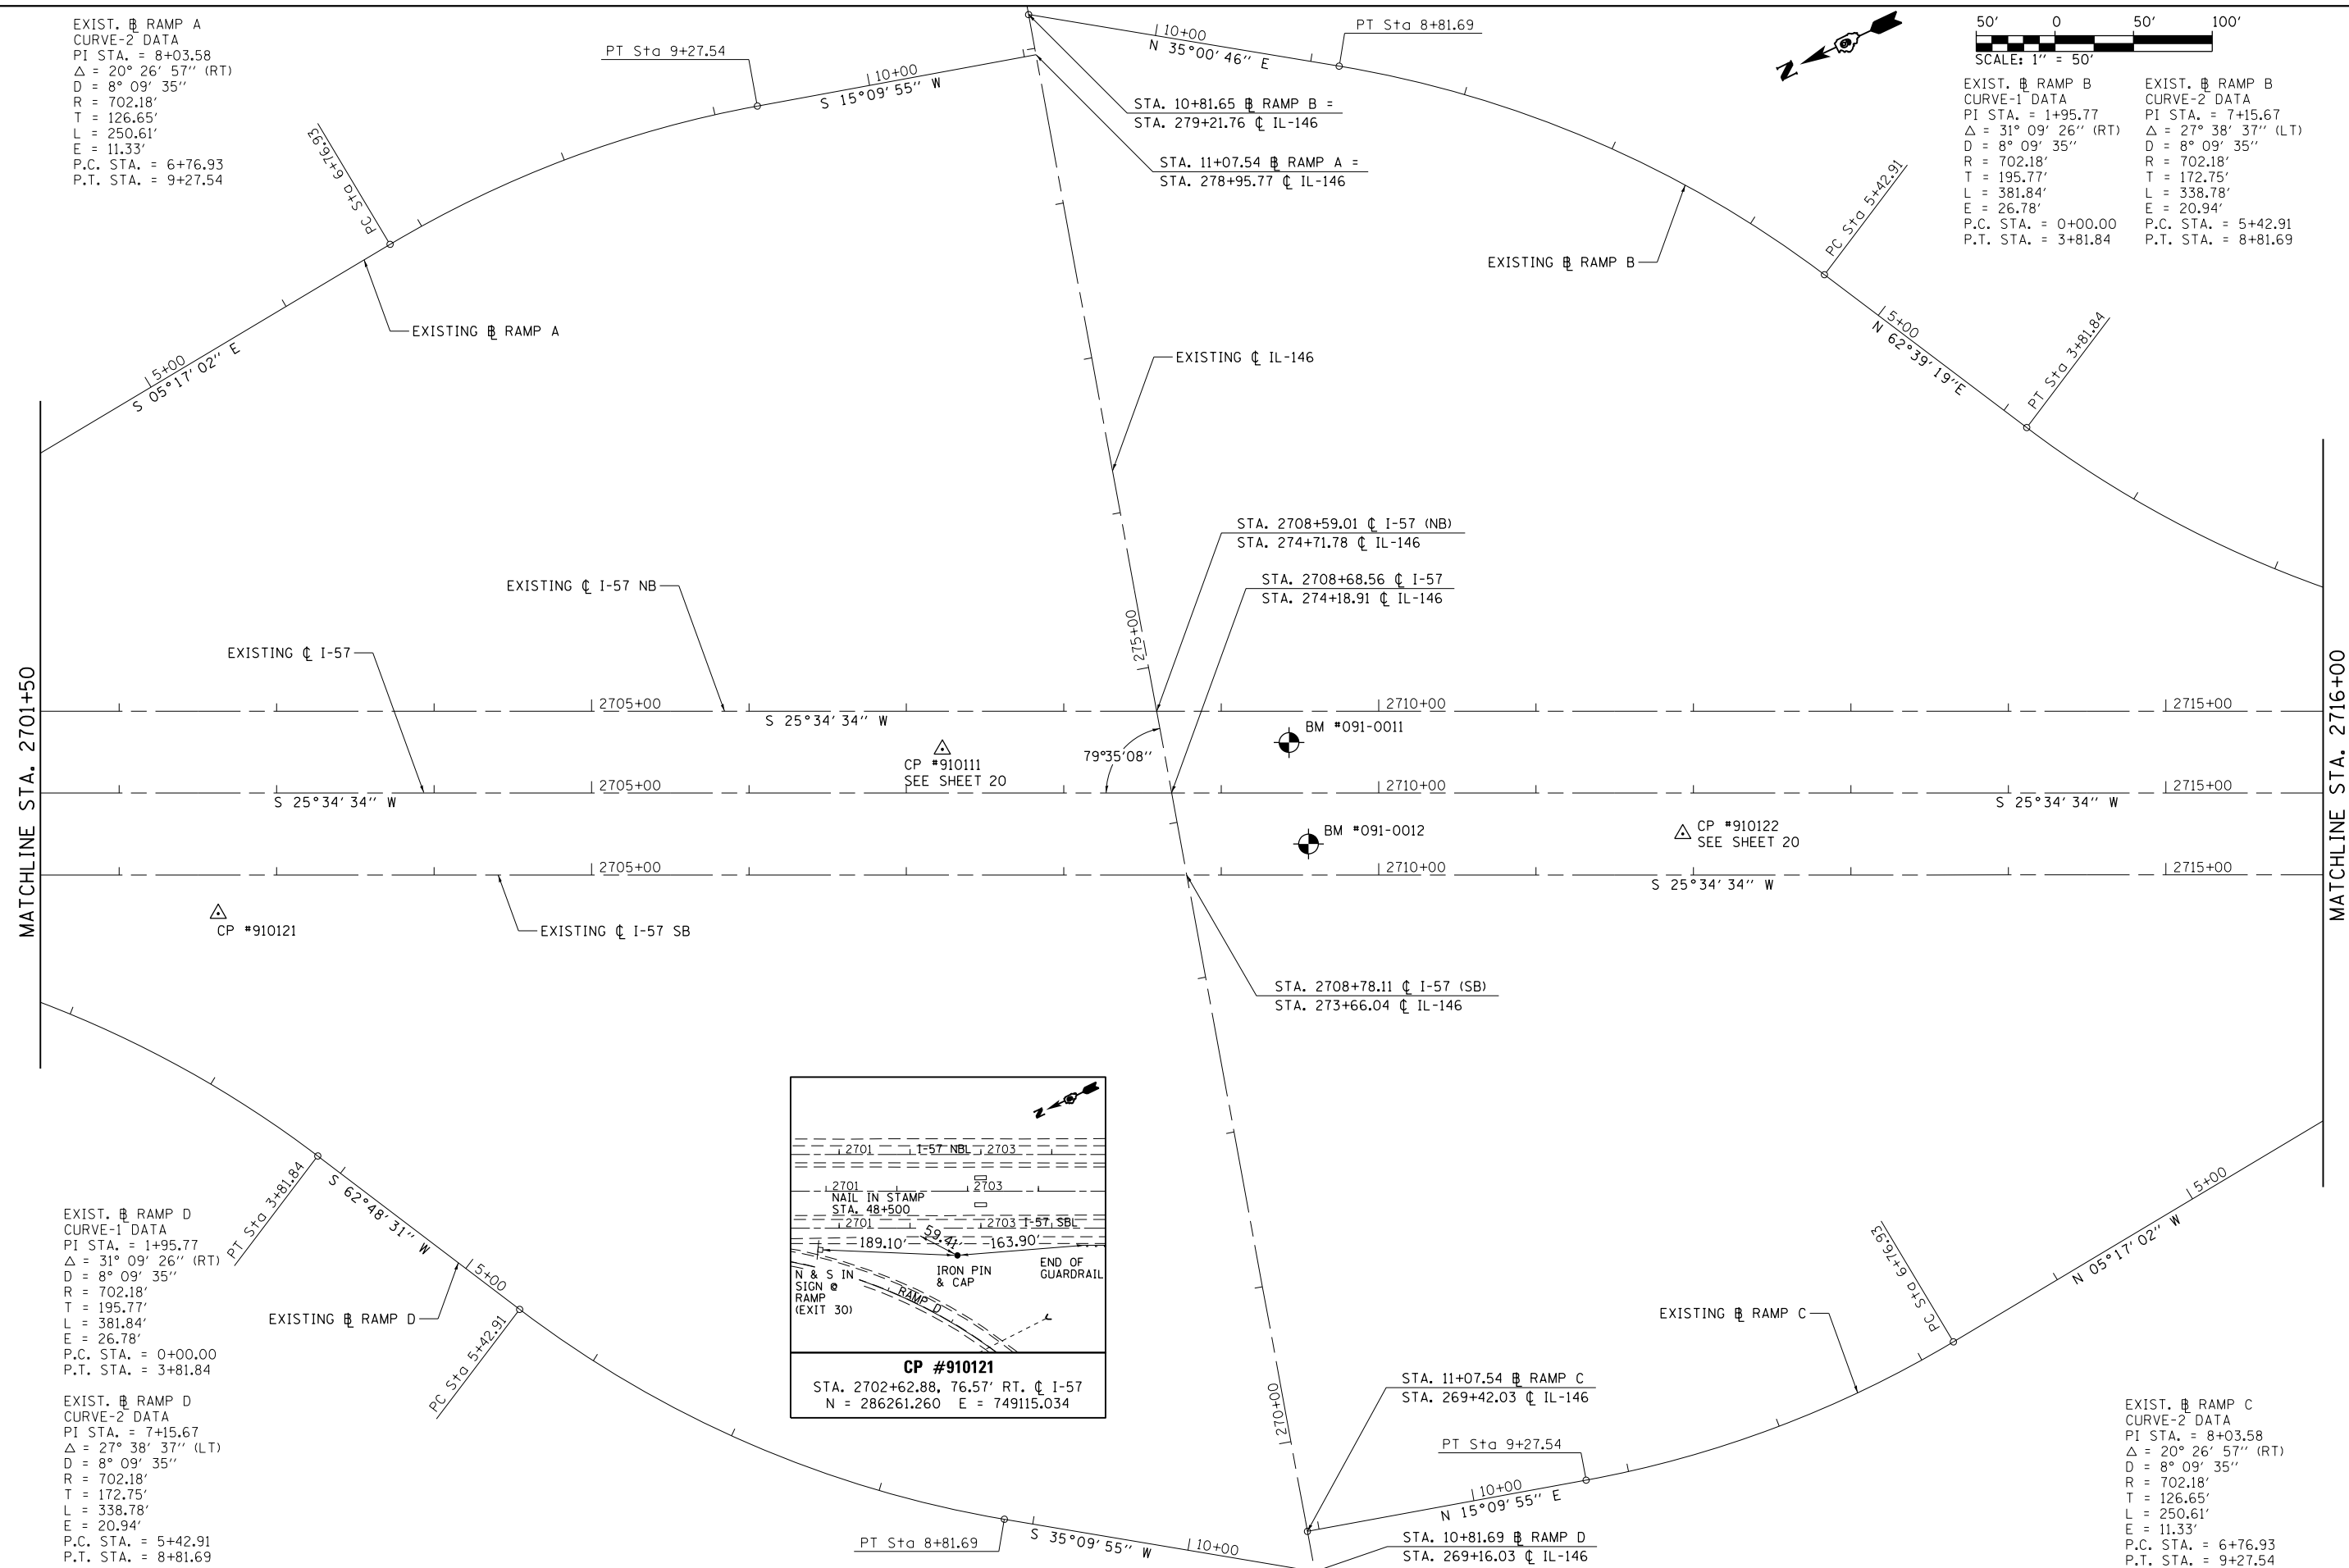 EXIST. ⅊ RAMP A
CURVE-2 DATA
PI STA. = 8+03.58
△ = 20° 26' 57'' (RT)
D = 8° 09' 35''
R = 702.18'
T = 126.65'
L = 250.61'
E = 11.33'
P.C. STA. = 6+76.93
P.T. STA. = 9+27.54
PT Sta 9+27.54
10+00
S 15°09'55'' W
PC Sta 6+76.93
EXISTING ⅊ RAMP A
5+00
S 05°17'02'' E
10+00
N 35°00'46'' E
PT Sta 8+81.69
STA. 10+81.65 ⅊ RAMP B =
STA. 279+21.76 ℄ IL-146
STA. 11+07.54 ⅊ RAMP A =
STA. 278+95.77 ℄ IL-146
N
50' 0 50' 100'
SCALE: 1'' = 50'
EXIST. ⅊ RAMP B
CURVE-1 DATA
PI STA. = 1+95.77
△ = 31° 09' 26'' (RT)
D = 8° 09' 35''
R = 702.18'
T = 195.77'
L = 381.84'
E = 26.78'
P.C. STA. = 0+00.00
P.T. STA. = 3+81.84
EXIST. ⅊ RAMP B
CURVE-2 DATA
PI STA. = 7+15.67
△ = 27° 38' 37'' (LT)
D = 8° 09' 35''
R = 702.18'
T = 172.75'
L = 338.78'
E = 20.94'
P.C. STA. = 5+42.91
P.T. STA. = 8+81.69
EXISTING ⅊ RAMP B
PC Sta 5+42.91
5+00
N 62°39'19''E
PT Sta 3+81.84
EXISTING ℄ IL-146
STA. 2708+59.01 ℄ I-57 (NB)
STA. 274+71.78 ℄ IL-146
STA. 2708+68.56 ℄ I-57
STA. 274+18.91 ℄ IL-146
EXISTING ℄ I-57 NB
EXISTING ℄ I-57
275+00
MATCHLINE STA. 2701+50
MATCHLINE STA. 2716+00
2705+00
S 25°34'34'' W
2710+00
2715+00
BM #091-0011
CP #910111
SEE SHEET 20
79°35'08''
S 25°34'34'' W
2705+00
2710+00
S 25°34'34'' W
2715+00
BM #091-0012
CP #910122
SEE SHEET 20
2705+00
2710+00
S 25°34'34'' W
2715+00
CP #910121
EXISTING ℄ I-57 SB
STA. 2708+78.11 ℄ I-57 (SB)
STA. 273+66.04 ℄ IL-146
N
2701 I-57 NBL 2703
2701 2703
NAIL IN STAMP
STA. 48+500
2701 2703 I-57 SBL
59.41'
189.10' 163.90'
N & S IN
SIGN @
RAMP
(EXIT 30)
IRON PIN
& CAP
END OF
GUARDRAIL
RAMP D
CP #910121
STA. 2702+62.88, 76.57' RT. ℄ I-57
N = 286261.260 E = 749115.034
PT Sta 3+81.84
S 62°48'31'' W
5+00
EXISTING ⅊ RAMP D
PC Sta 5+42.91
EXIST. ⅊ RAMP D
CURVE-1 DATA
PI STA. = 1+95.77
△ = 31° 09' 26'' (RT)
D = 8° 09' 35''
R = 702.18'
T = 195.77'
L = 381.84'
E = 26.78'
P.C. STA. = 0+00.00
P.T. STA. = 3+81.84
EXIST. ⅊ RAMP D
CURVE-2 DATA
PI STA. = 7+15.67
△ = 27° 38' 37'' (LT)
D = 8° 09' 35''
R = 702.18'
T = 172.75'
L = 338.78'
E = 20.94'
P.C. STA. = 5+42.91
P.T. STA. = 8+81.69
PT Sta 8+81.69
S 35°09'55'' W
10+00
270+00
STA. 11+07.54 ⅊ RAMP C
STA. 269+42.03 ℄ IL-146
PT Sta 9+27.54
10+00
N 15°09'55'' E
STA. 10+81.69 ⅊ RAMP D
STA. 269+16.03 ℄ IL-146
EXISTING ⅊ RAMP C
PC Sta 6+76.93
5+00
N 05°17'02'' W
EXIST. ⅊ RAMP C
CURVE-2 DATA
PI STA. = 8+03.58
△ = 20° 26' 57'' (RT)
D = 8° 09' 35''
R = 702.18'
T = 126.65'
L = 250.61'
E = 11.33'
P.C. STA. = 6+76.93
P.T. STA. = 9+27.54